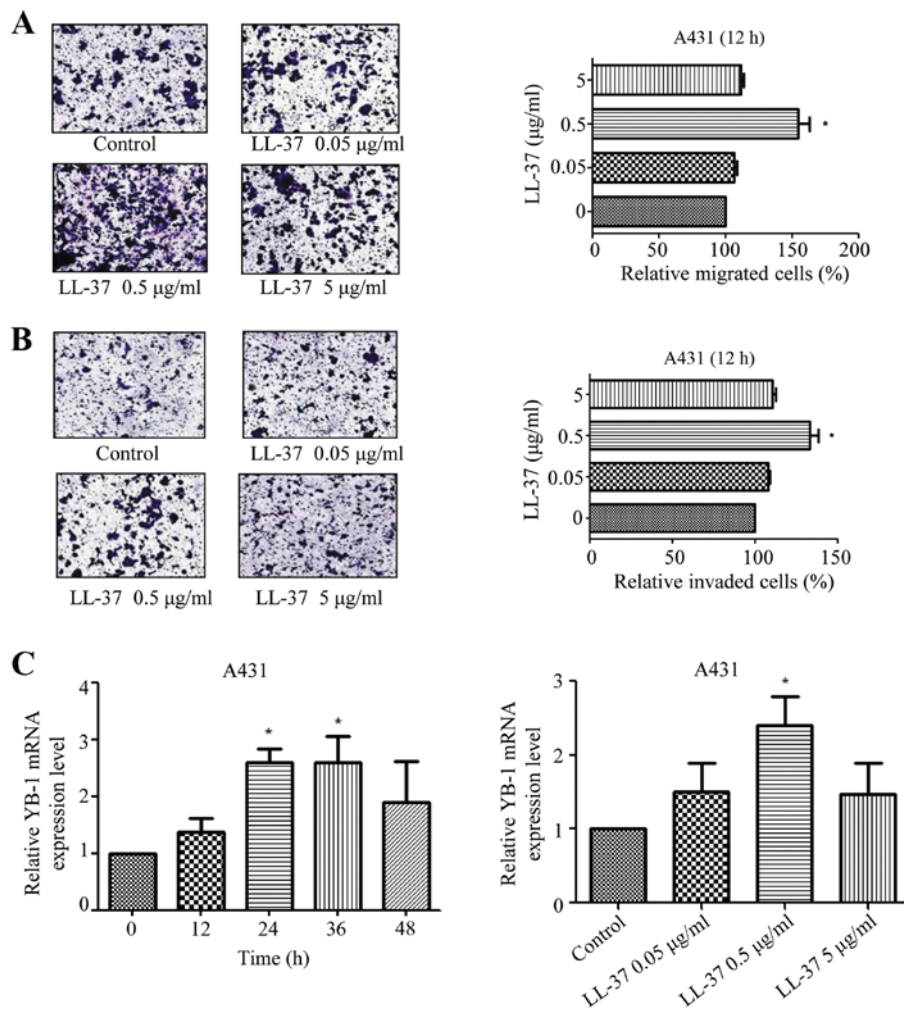 A
Control
LL-37 0.05 μg/ml
LL-37 0.5 μg/ml
LL-37 5 μg/ml
A431 (12 h)
LL-37 (μg/ml)
5
0.5
*
0.05
0
0 50 100 150 200
Relative migrated cells (%)
B
Control
LL-37 0.05 μg/ml
LL-37 0.5 μg/ml
LL-37 5 μg/ml
A431 (12 h)
LL-37 (μg/ml)
5
0.5
*
0.05
0
0 50 100 150
Relative invaded cells (%)
C
A431
Relative YB-1 mRNA
expression level
4
3
2
1
0
* *
0 12 24 36 48
Time (h)
A431
Relative YB-1 mRNA
expression level
3
2
1
0
*
Control
LL-37 0.05 μg/ml
LL-37 0.5 μg/ml
LL-37 5 μg/ml